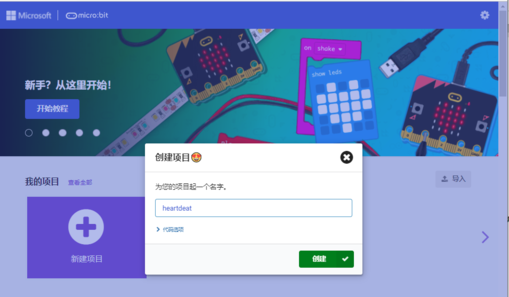 Microsoft | micro:bit
新手？从这里开始！
开始教程
on shake
show leds
创建项目
为您的项目起一个名字。
heartdeat
代码选项
创建
我的项目 查看全部
导入
新建项目